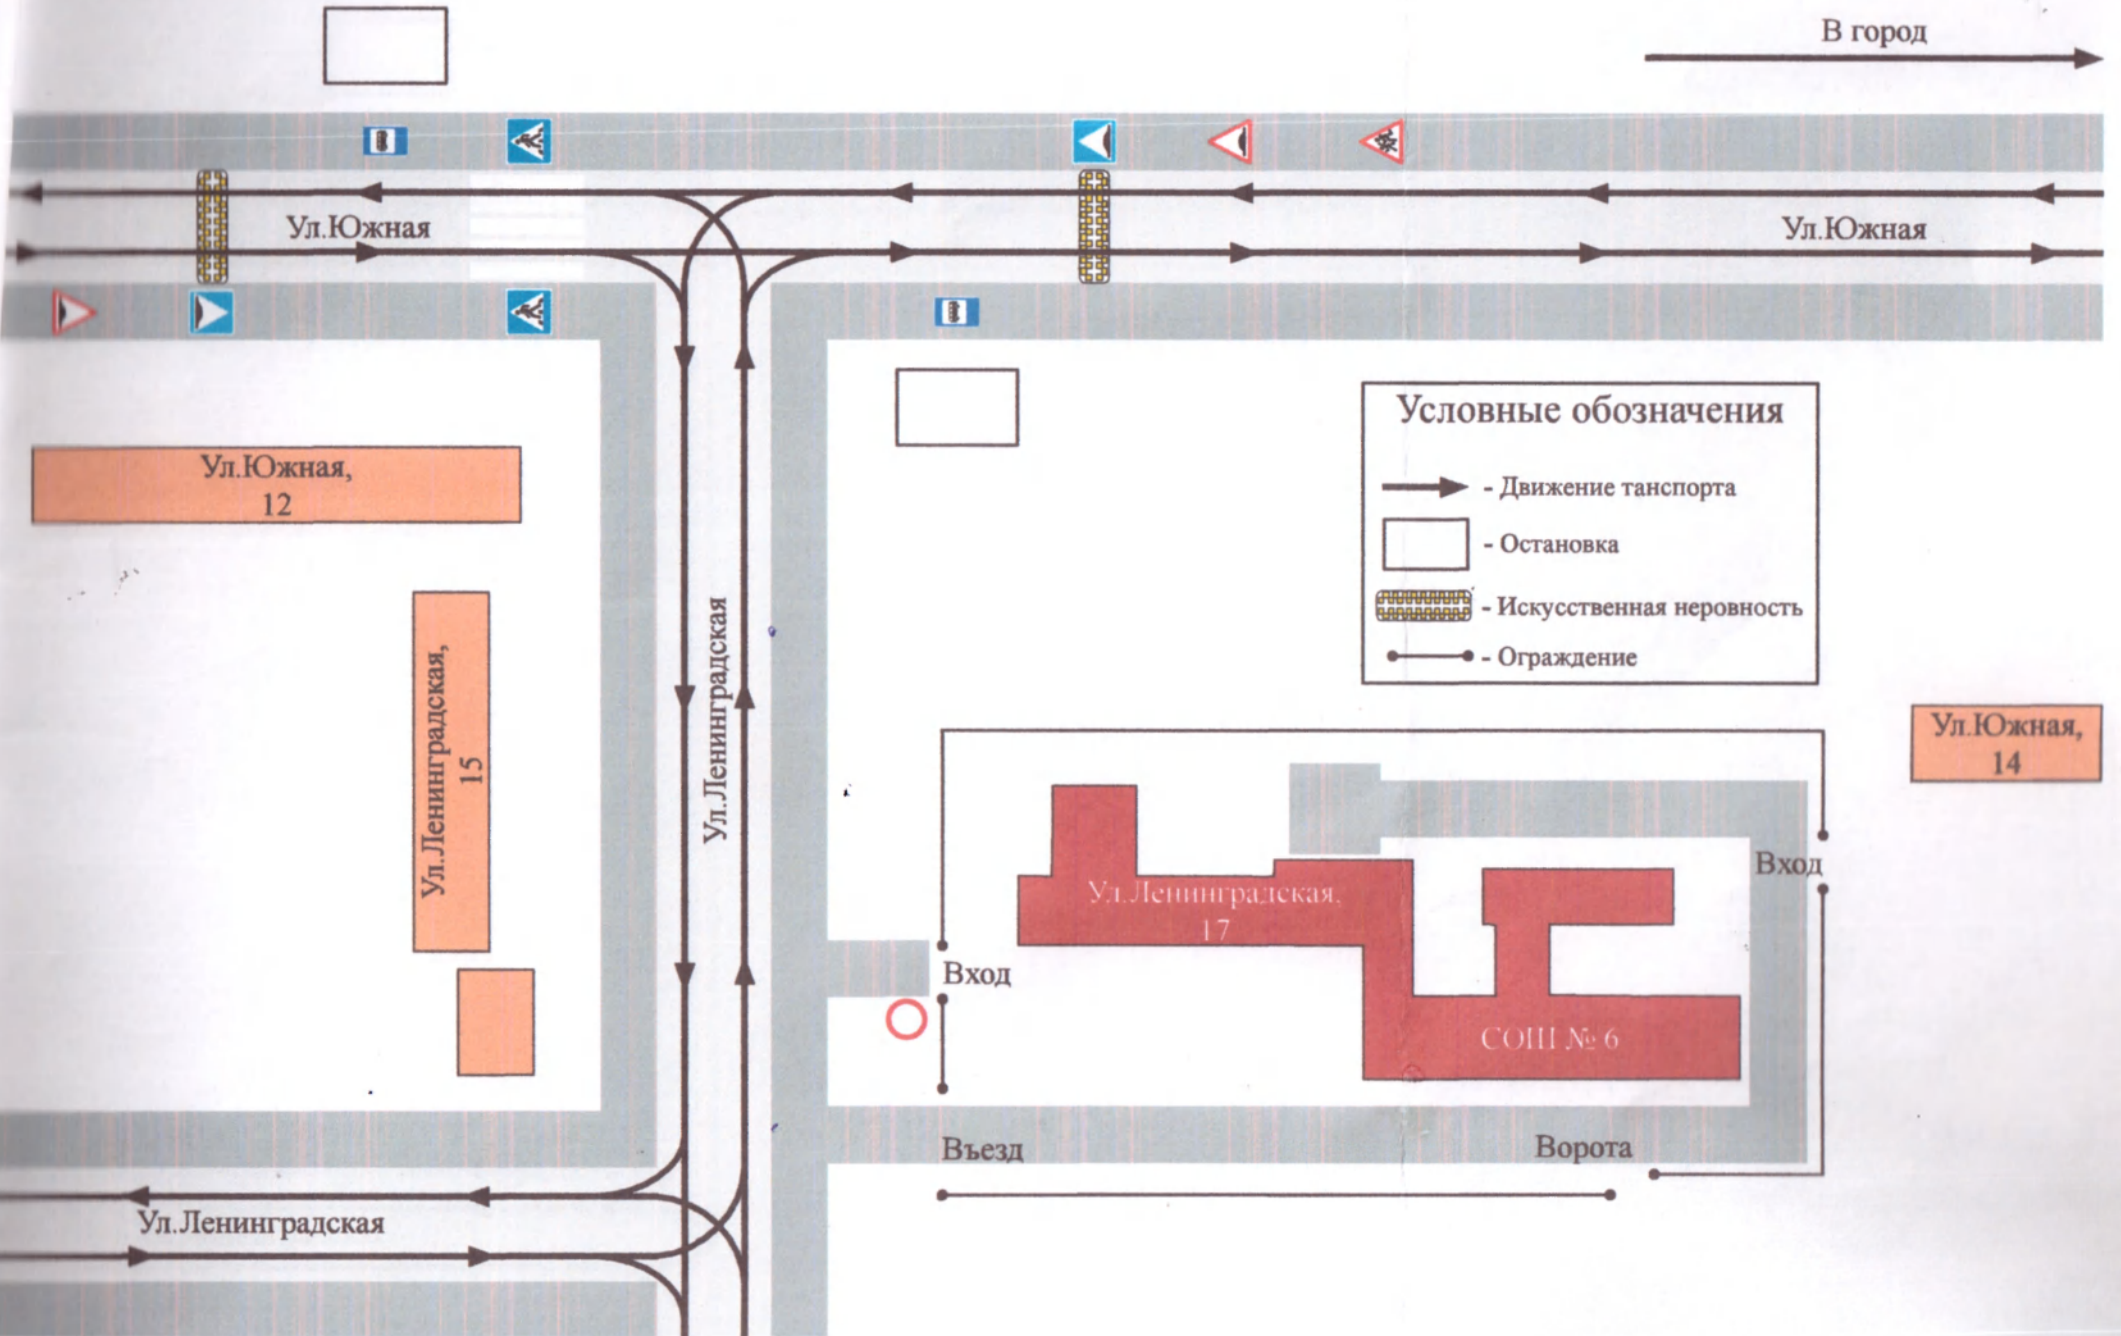 В город
Ул.Южная
Ул.Южная
Условные обозначения
- Движение танспорта
- Остановка
- Искусственная неровность
- Ограждение
Ул.Южная,
12
Ул.Ленинградская,
15
Ул.Ленинградская
Ул.Южная,
14
Вход
Ул.Ленинградская,
17
Вход
СОШ № 6
Въезд
Ворота
Ул.Ленинградская